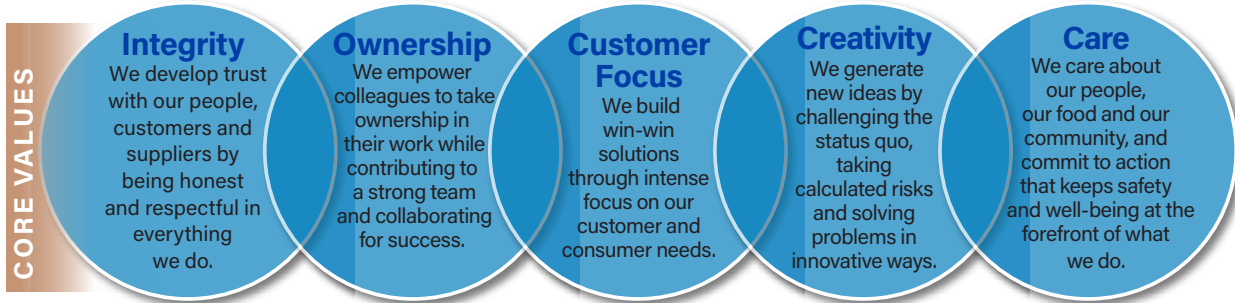 CORE VALUES
Integrity
We develop trust
with our people,
customers and
suppliers by
being honest
and respectful in
everything
we do.
Ownership
We empower
colleagues to take
ownership in
their work while
contributing to
a strong team
and collaborating
for success.
Customer
Focus
We build
win-win
solutions
through intense
focus on our
customer and
consumer needs.
Creativity
We generate
new ideas by
challenging the
status quo,
taking
calculated risks
and solving
problems in
innovative ways.
Care
We care about
our people,
our food and our
community, and
commit to action
that keeps safety
and well-being at the
forefront of what
we do.